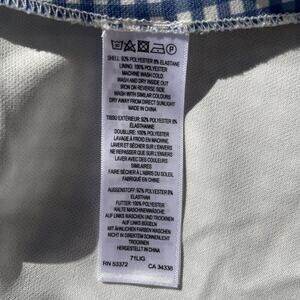 SHELL: 92% POLYESTER 8% ELASTANE
LINING: 100% POLYESTER
MACHINE WASH COLD
WASH AND DRY INSIDE OUT
IRON ON REVERSE SIDE
WASH WITH SIMILAR COLOURS
DRY AWAY FROM DIRECT SUNLIGHT
MADE IN CHINA
TISSU EXTÉRIEUR: 92% POLYESTER 8%
ÉLASTHANNE
DOUBLURE: 100% POLYESTER
LAVAGE À FROID EN MACHINE
LAVER ET SÉCHER SUR L'ENVERS
NE REPASSER QUE SUR L'ENVERS
LAVER AVEC DES COULEURS
SIMILAIRES
FAIRE SÉCHER À L'ABRIS DU SOLEIL
FABRIQUÉ EN CHINE
AUSSENSTOFF: 92% POLYESTER 8%
ELASTHAN
FUTTER: 100% POLYESTER
KALTE MASCHINENWÄSCHE
AUF LINKS WASCHEN UND TROCKNEN
AUF LINKS BÜGELN
MIT ÄHNLICHEN FARBEN WASCHEN
NICHT IN DIREKTEM SONNENLICHT
TROCKNEN
HERGESTELLT IN CHINA
71LIG
RN 53372 CA 34338